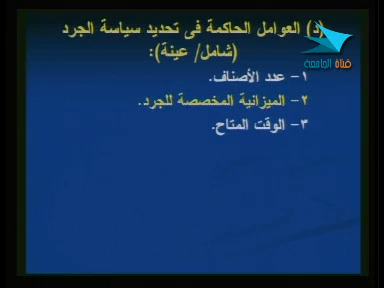 (د) العوامل الحاكمة فى تحديد سياسة الجرد
(شامل/ عينة):
١- عدد الأصناف.
٢- الميزانية المخصصة للجرد.
٣- الوقت المتاح.
قناة الجامعة